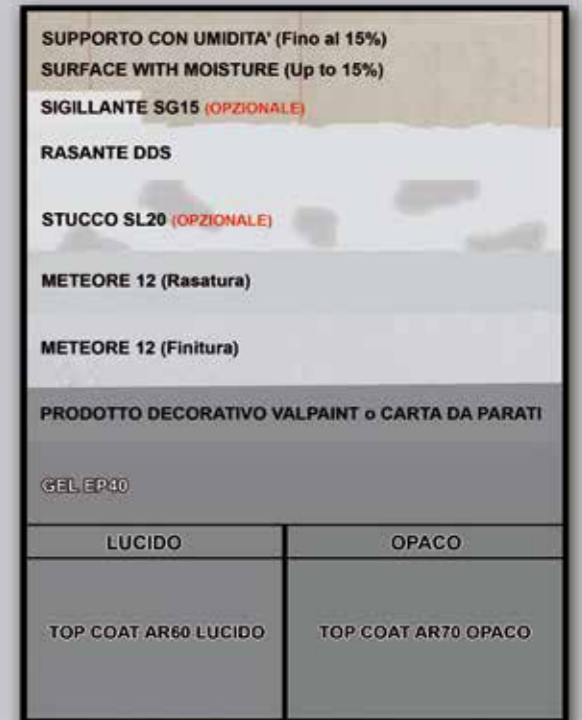 SUPPORTO CON UMIDITA' (Fino al 15%)
SURFACE WITH MOISTURE (Up to 15%)
SIGILLANTE SG15 (OPZIONALE)
RASANTE DDS
STUCCO SL20 (OPZIONALE)
METEORE 12 (Rasatura)
METEORE 12 (Finitura)
PRODOTTO DECORATIVO VALPAINT o CARTA DA PARATI
GEL EP40
LUCIDO
OPACO
TOP COAT AR60 LUCIDO
TOP COAT AR70 OPACO